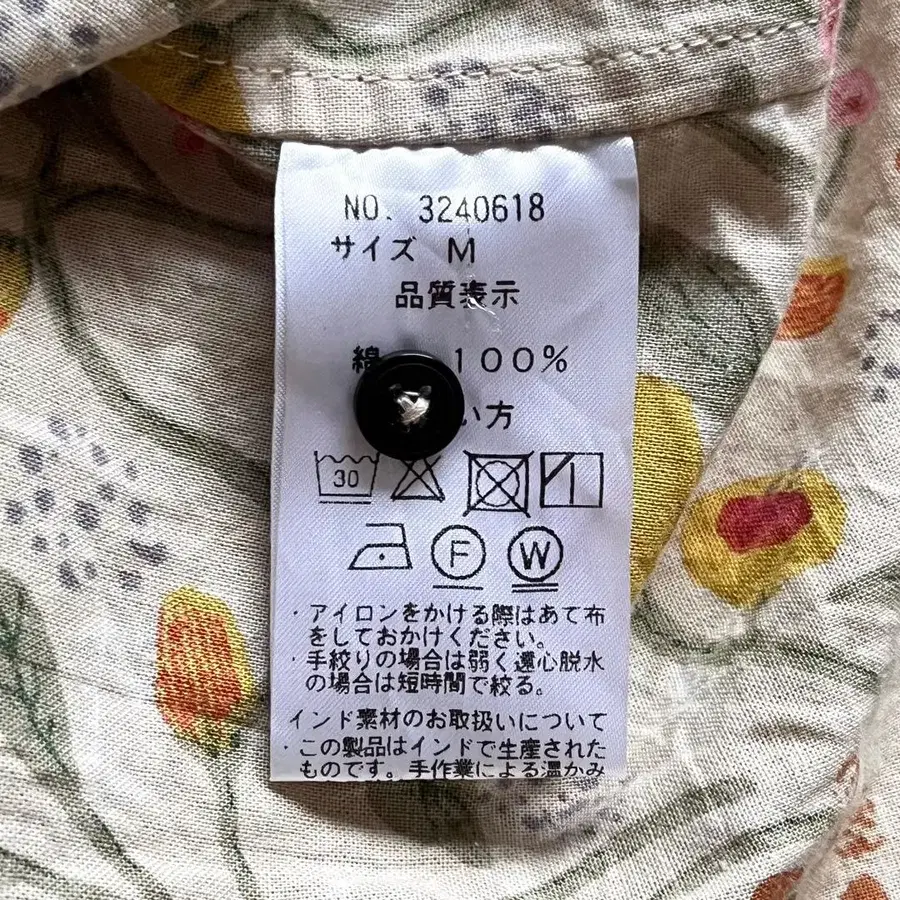 NO. 3240618
サイズ M
品質表示
綿 100%
い方
30
F W
・アイロンをかける際はあて布
をしておかけください。
・手絞りの場合は弱く遠心脱水
の場合は短時間で絞る。
インド素材のお取扱いについて
・この製品はインドで生産された
ものです。手作業による温かみ